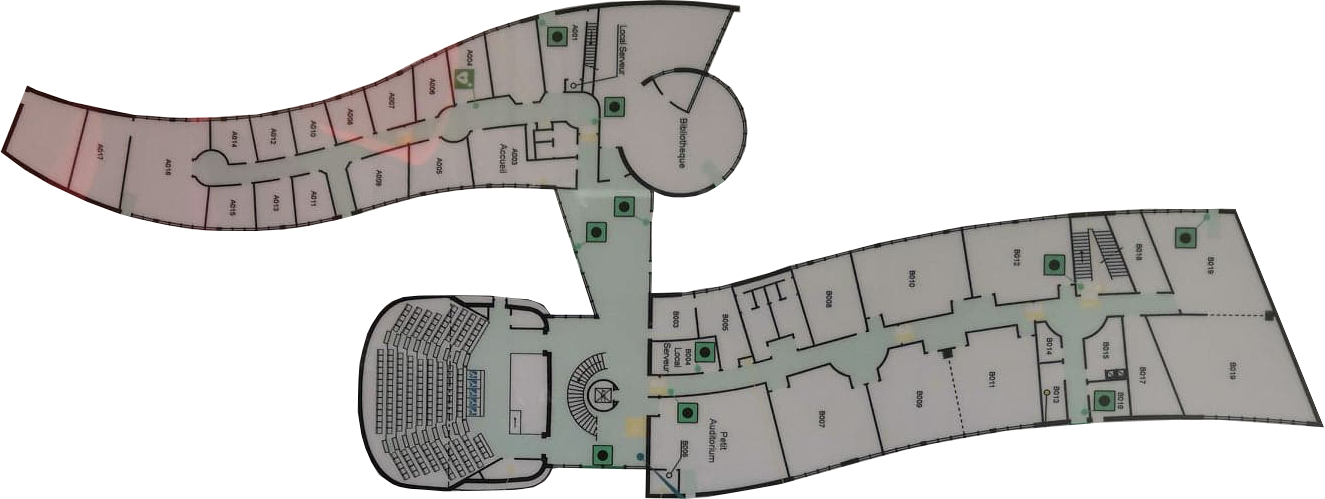 A001
Local Serveur
A004
A006
A007
A008
A010
A012
A014
A017
A016
A003
Accueil
A005
A009
A011
A013
A015
Bibliothèque
B003
B005
B004
Local
Serveur
B008
B010
B012
B018
B019
B014
B015
B017
B019
B013
B016
B011
B009
B007
Petit
Auditorium
B006